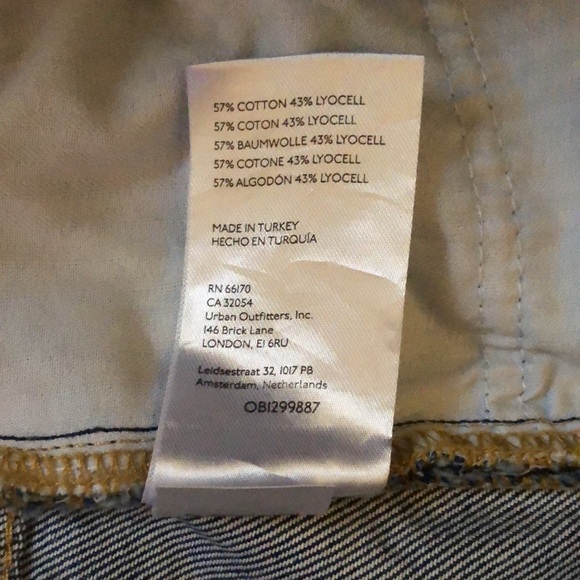 57% COTTON 43% LYOCELL
57% COTON 43% LYOCELL
57% BAUMWOLLE 43% LYOCELL
57% COTONE 43% LYOCELL
57% ALGODÓN 43% LYOCELL
MADE IN TURKEY
HECHO EN TURQUÍA
RN 66170
CA 32054
Urban Outfitters, Inc.
146 Brick Lane
LONDON, E1 6RU
Leidsestraat 32, 1017 PB
Amsterdam, Netherlands
OB1299887